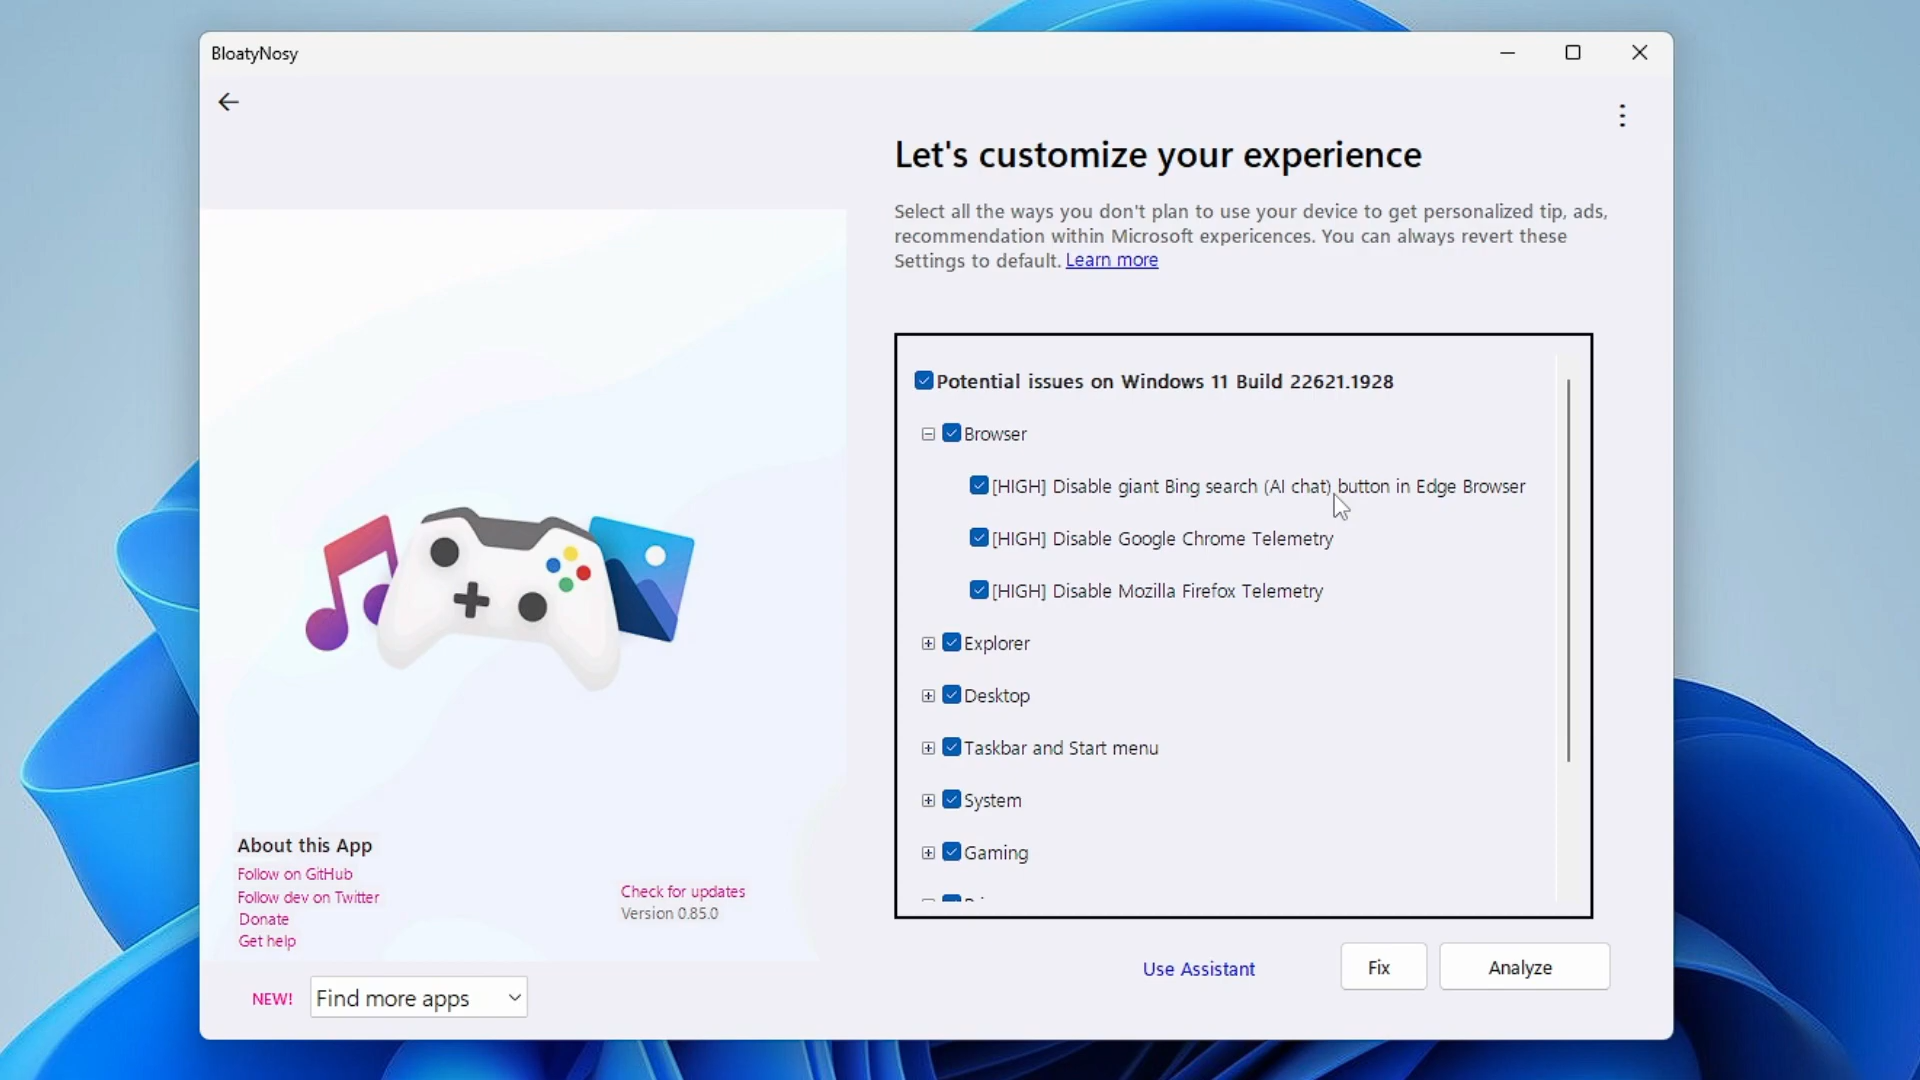 BloatyNosy
Let's customize your experience
Select all the ways you don't plan to use your device to get personalized tip, ads,
recommendation within Microsoft expericences. You can always revert these
Settings to default. Learn more
Potential issues on Windows 11 Build 22621.1928
Browser
[HIGH] Disable giant Bing search (AI chat) button in Edge Browser
[HIGH] Disable Google Chrome Telemetry
[HIGH] Disable Mozilla Firefox Telemetry
Explorer
Desktop
Taskbar and Start menu
System
Gaming
About this App
Follow on GitHub
Follow dev on Twitter
Donate
Get help
Check for updates
Version 0.85.0
NEW! Find more apps
Use Assistant
Fix
Analyze